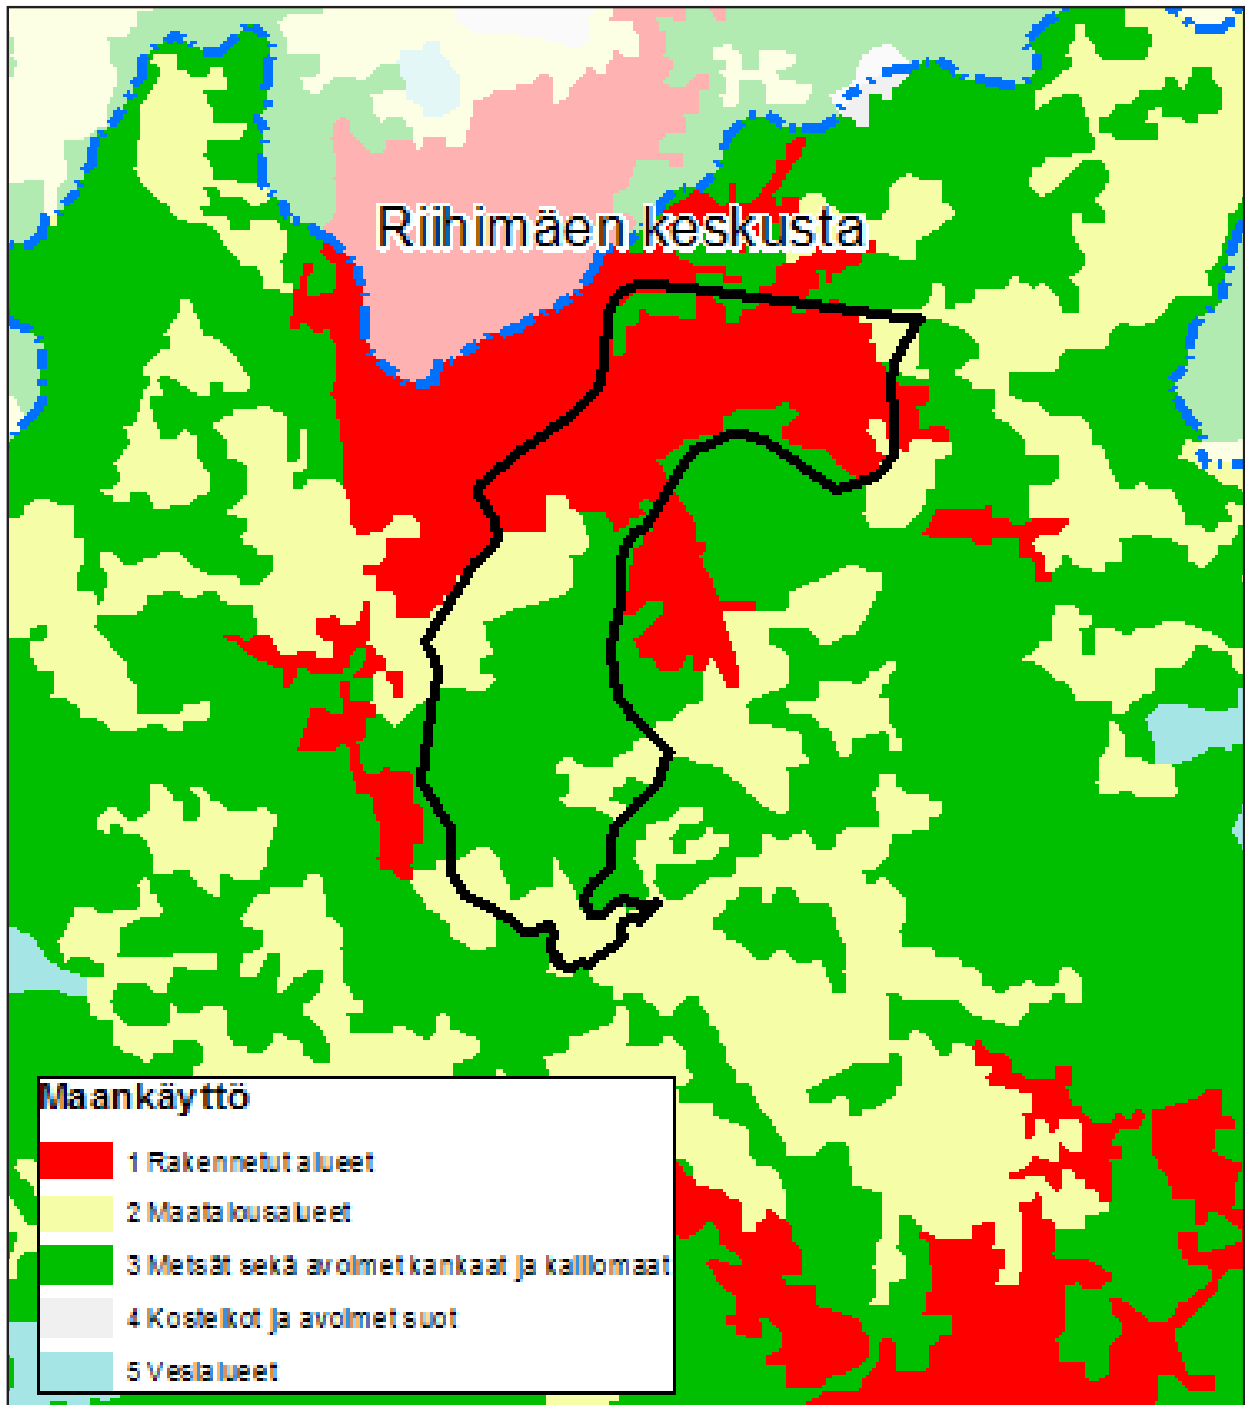 Riihimäen keskusta
Maankäyttö
1 Rakennetut alueet
2 Maatalousalueet
3 Metsät sekä avoimet kankaat ja kalliomaat
4 Kosteikot ja avoimet suot
5 Vesialueet